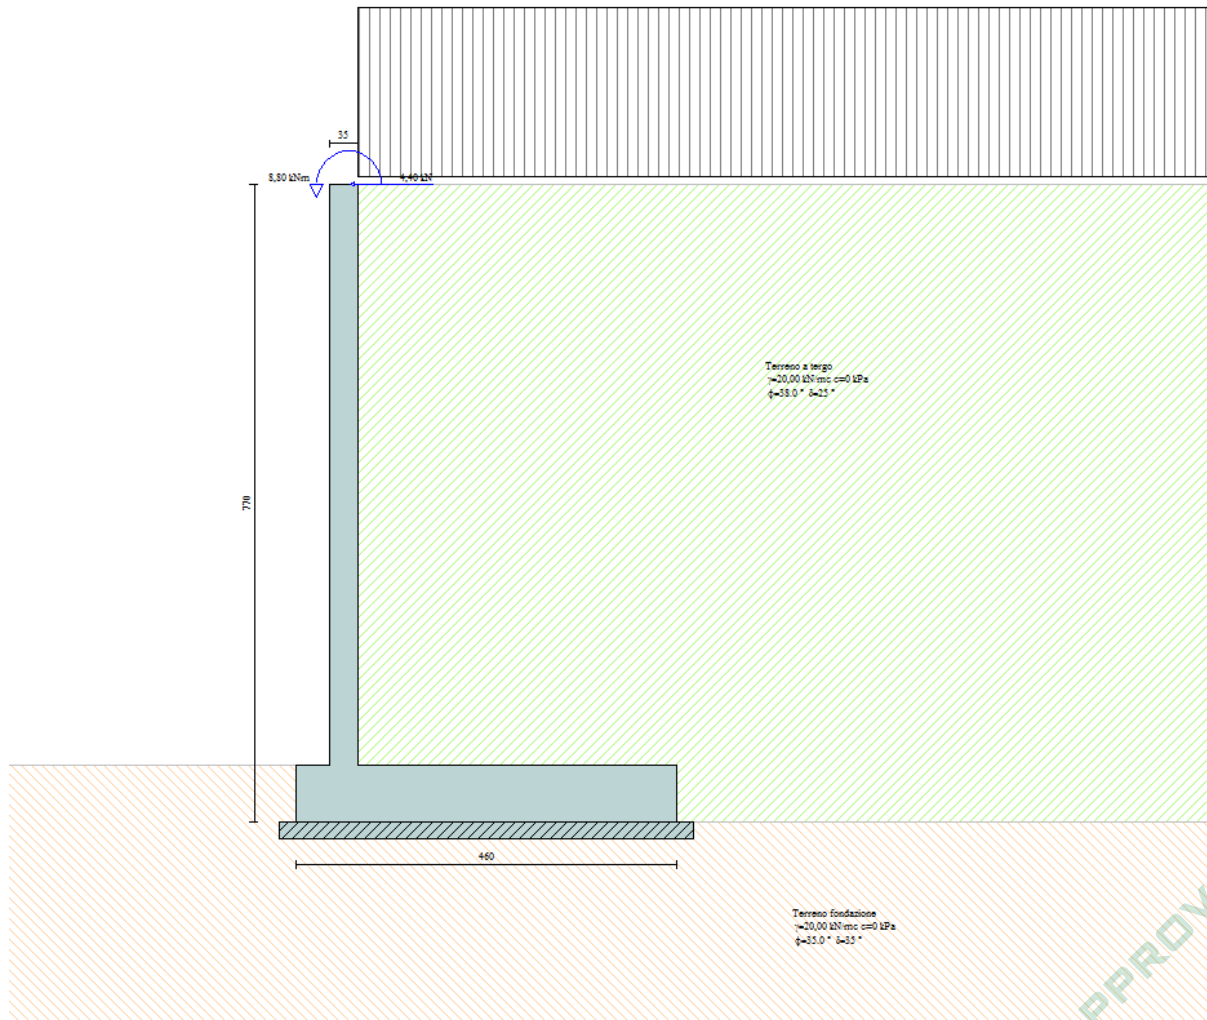 35
8,80 kNm
4,40 kN
Terreno a tergo
γ=20,00 kN/mc c=0 kPa
ϕ=38.0 ° δ=25 °
770
460
Terreno fondazione
γ=20,00 kN/mc c=0 kPa
ϕ=35.0 ° δ=35 °
PPROV